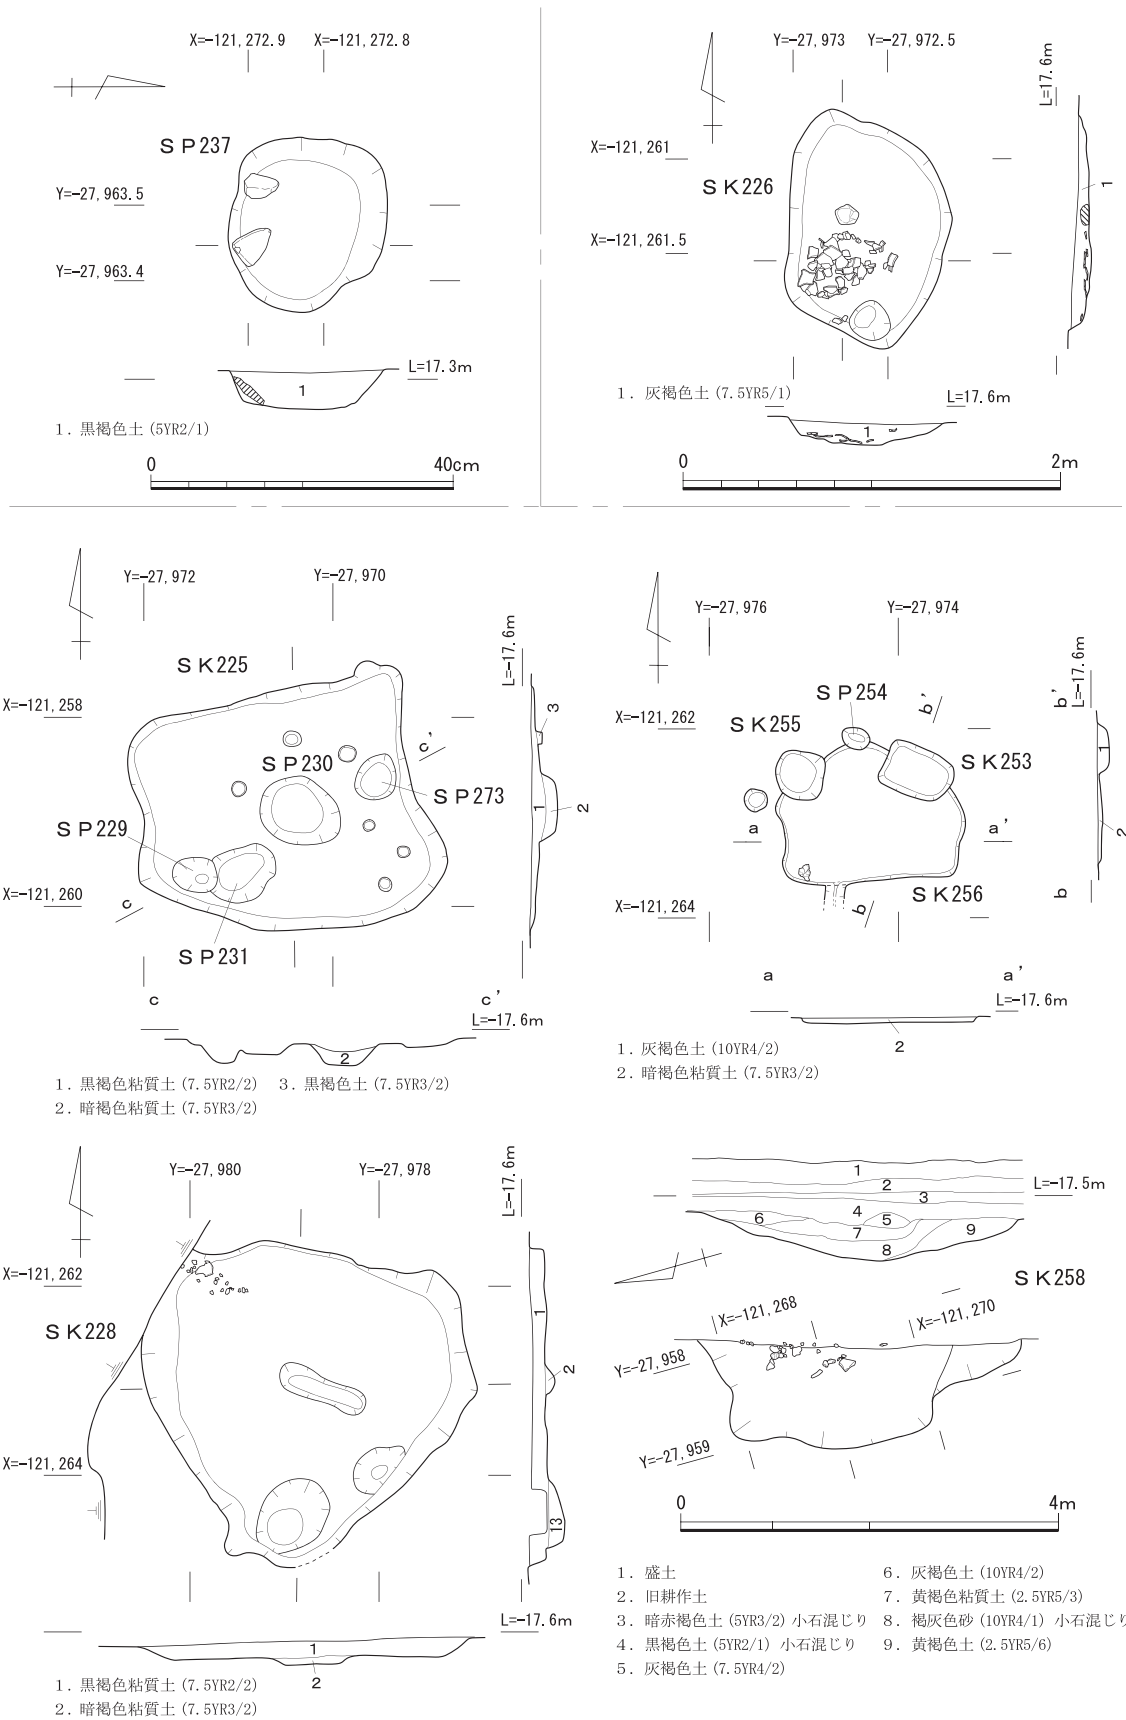 X=-121,272.9 X=-121,272.8
SP237
Y=-27,963.5
Y=-27,963.4
L=17.3m
1
1. 黒褐色土 (5YR2/1)
0 40cm
Y=-27,973 Y=-27,972.5
L=17.6m
X=-121,261
SK226
1
X=-121,261.5
1. 灰褐色土 (7.5YR5/1)
L=17.6m
1
0 2m
Y=-27,972 Y=-27,970
L=-17.6m
SK225
X=-121,258
3
c'
SP230
SP273
1
2
SP229
X=-121,260
c
SP231
c c'
L=-17.6m
2
1. 黒褐色粘質土 (7.5YR2/2) 3. 黒褐色土 (7.5YR3/2)
2. 暗褐色粘質土 (7.5YR3/2)
Y=-27,976 Y=-27,974
L=-17.6m
SP254
b' b'
X=-121,262
SK255
SK253
1
a a'
2
SK256
X=-121,264
b b
a a'
L=-17.6m
2
1. 灰褐色土 (10YR4/2)
2. 暗褐色粘質土 (7.5YR3/2)
Y=-27,980 Y=-27,978
L=-17.6m
X=-121,262
SK228
1
2
X=-121,264
13
L=-17.6m
1
2
1. 黒褐色粘質土 (7.5YR2/2)
2. 暗褐色粘質土 (7.5YR3/2)
1
2
L=-17.5m
3
4
6 5
7 9
8
SK258
X=-121,268 X=-121,270
Y=-27,958
Y=-27,959
0 4m
1. 盛土
2. 旧耕作土
3. 暗赤褐色土 (5YR3/2) 小石混じり
4. 黒褐色土 (5YR2/1) 小石混じり
5. 灰褐色土 (7.5YR4/2)
6. 灰褐色土 (10YR4/2)
7. 黄褐色粘質土 (2.5YR5/3)
8. 褐灰色砂 (10YR4/1) 小石混じり
9. 黄褐色土 (2.5YR5/6)